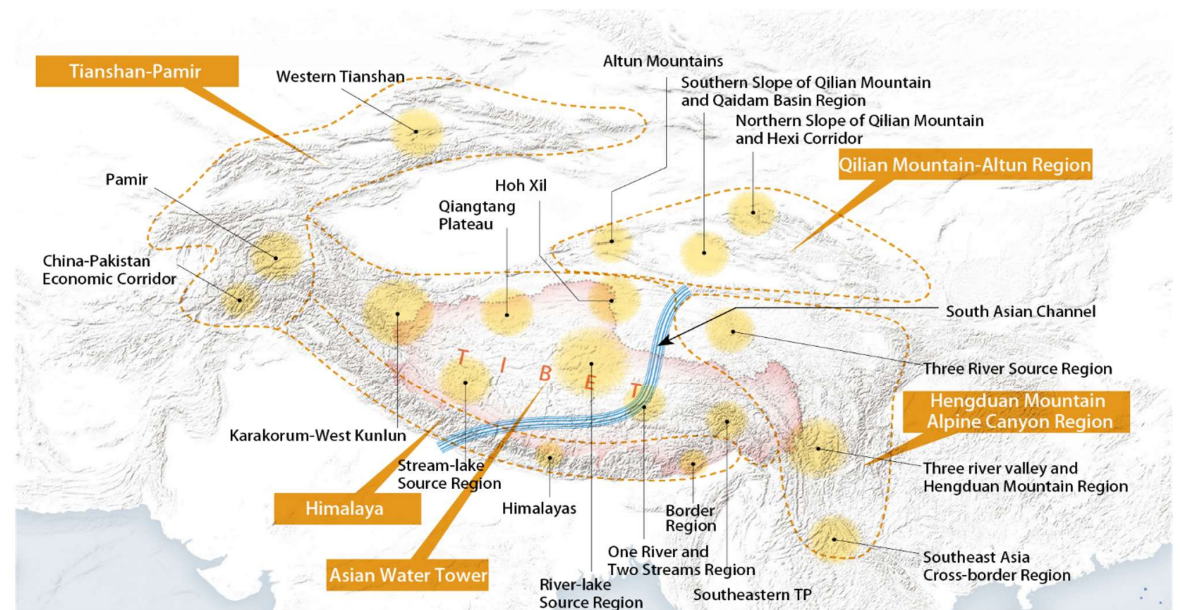 Altun Mountains
Tianshan-Pamir
Western Tianshan
Southern Slope of Qilian Mountain
and Qaidam Basin Region
Northern Slope of Qilian Mountain
and Hexi Corridor
Qilian Mountain-Altun Region
Pamir
Hoh Xil
Qiangtang
Plateau
China-Pakistan
Economic Corridor
South Asian Channel
TIBET
Three River Source Region
Hengduan Mountain
Alpine Canyon Region
Karakorum-West Kunlun
Stream-lake
Source Region
Three river valley and
Hengduan Mountain Region
Himalaya
Himalayas
Border
Region
One River and
Two Streams Region
Southeast Asia
Cross-border Region
Asian Water Tower
River-lake
Source Region
Southeastern TP